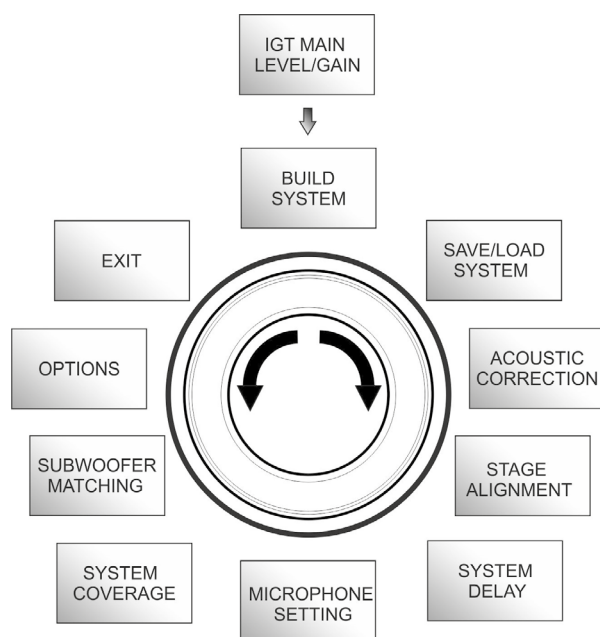 IGT MAIN
LEVEL/GAIN
BUILD
SYSTEM
SAVE/LOAD
SYSTEM
ACOUSTIC
CORRECTION
STAGE
ALIGNMENT
SYSTEM
DELAY
MICROPHONE
SETTING
SYSTEM
COVERAGE
SUBWOOFER
MATCHING
OPTIONS
EXIT